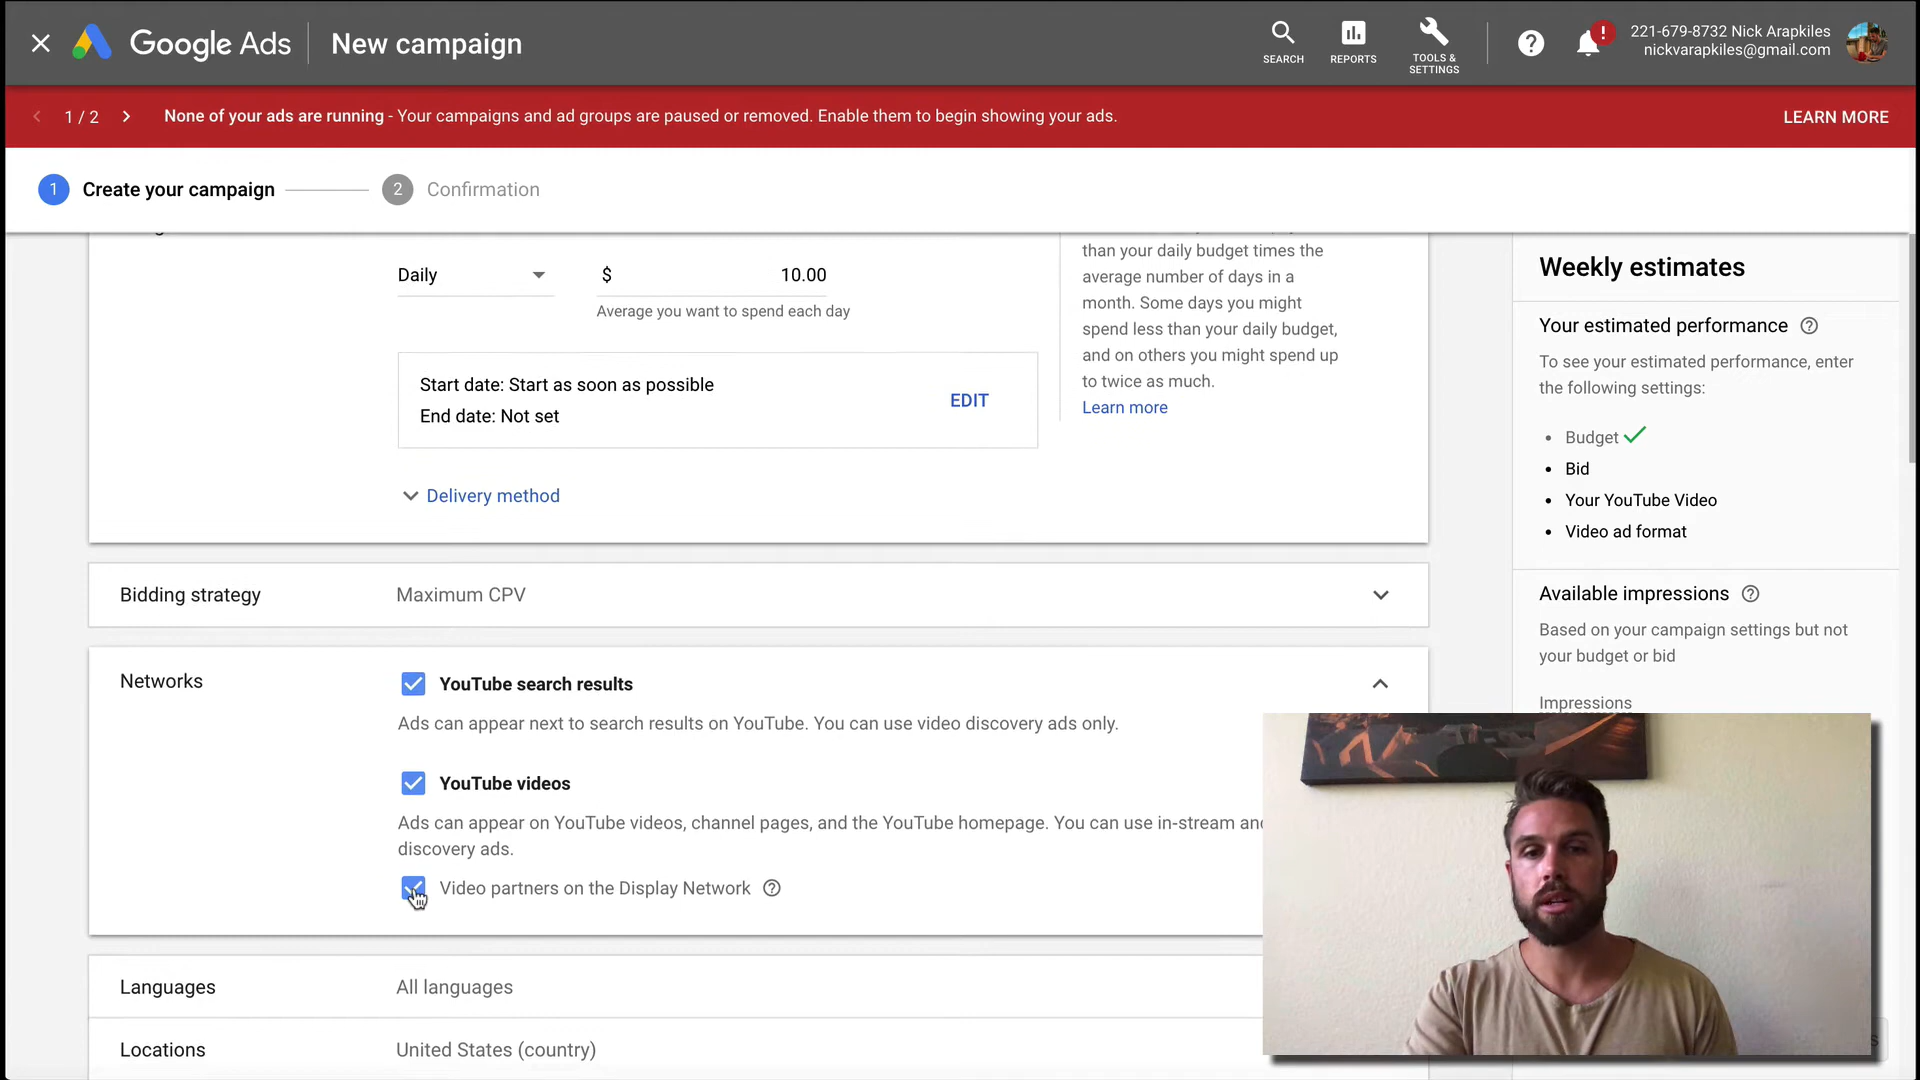 Google Ads
New campaign
SEARCH
REPORTS
TOOLS &
SETTINGS
221-679-8732 Nick Arapkiles
nickvarapkiles@gmail.com
1 / 2
None of your ads are running - Your campaigns and ad groups are paused or removed. Enable them to begin showing your ads.
LEARN MORE
1 Create your campaign
2 Confirmation
Daily
$ 10.00
Average you want to spend each day
Start date: Start as soon as possible
End date: Not set
EDIT
Delivery method
than your daily budget times the
average number of days in a
month. Some days you might
spend less than your daily budget,
and on others you might spend up
to twice as much.
Learn more
Bidding strategy
Maximum CPV
Networks
YouTube search results
Ads can appear next to search results on YouTube. You can use video discovery ads only.
YouTube videos
Ads can appear on YouTube videos, channel pages, and the YouTube homepage. You can use in-stream and
discovery ads.
Video partners on the Display Network
Languages
All languages
Locations
United States (country)
Weekly estimates
Your estimated performance
To see your estimated performance, enter
the following settings:
• Budget
• Bid
• Your YouTube Video
• Video ad format
Available impressions
Based on your campaign settings but not
your budget or bid
Impressions